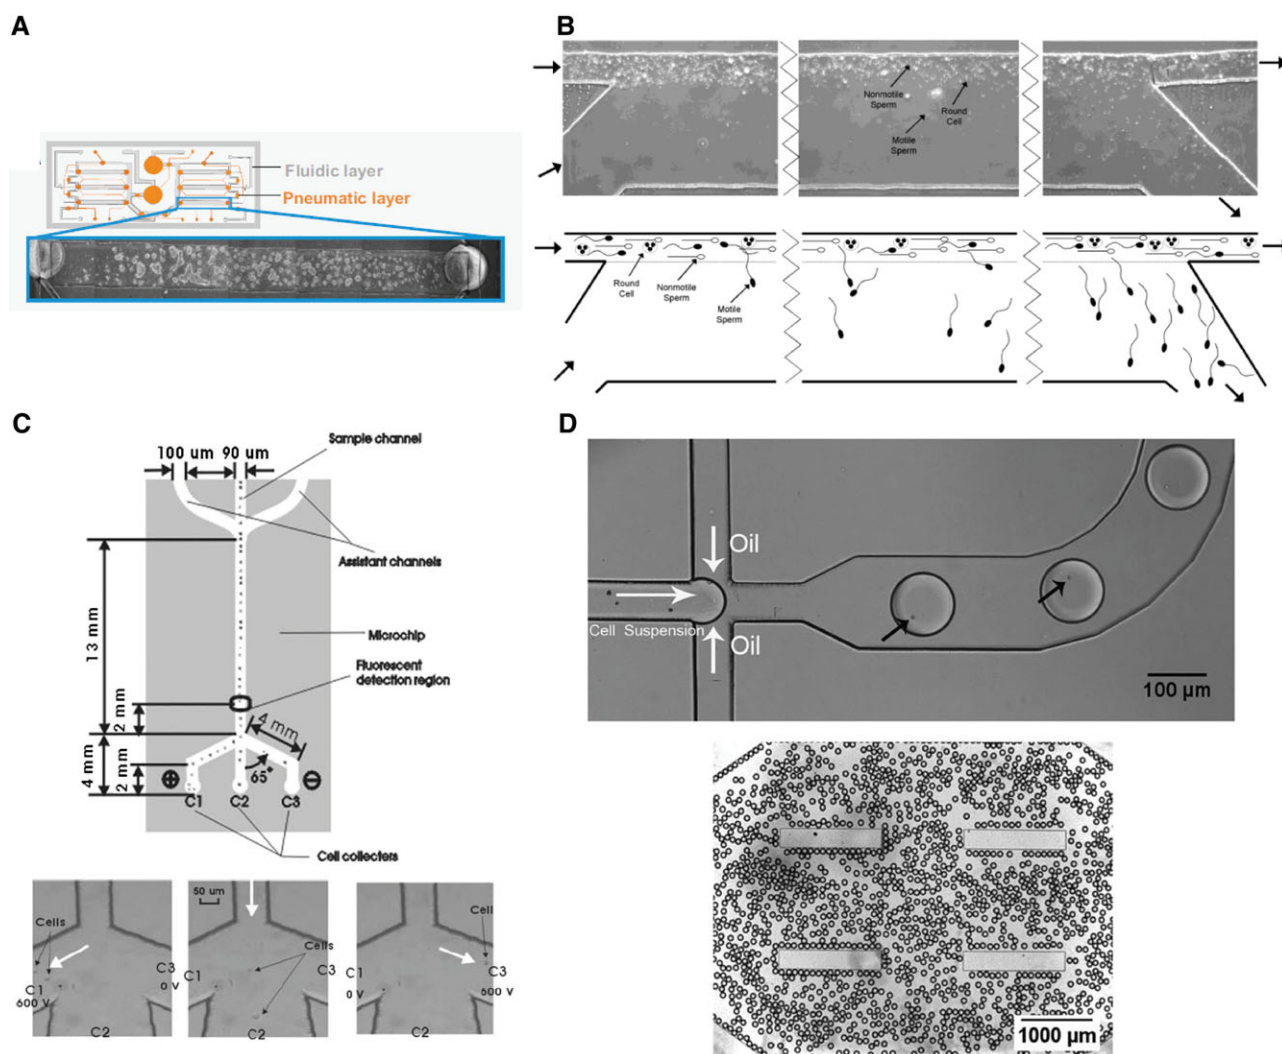 A
Fluidic layer
Pneumatic layer
B
Nonmotile
Sperm
Round
Cell
Motile
Sperm
Round
Cell
Nonmotile
Sperm
Motile
Sperm
C
Sample channel
100 um 90 um
Assistant channels
13 mm
Microchip
Fluorescent
detection region
2 mm
4 mm
4 mm
2 mm
65°
C1 C2 C3
Cell collecters
Cells
C3
0 V
C1
600 V
C2
50 um
Cells
C1
C3
C2
Cell
C1
0 V
C3
600 V
C2
D
Oil
Cell Suspension
Oil
100 µm
1000 µm